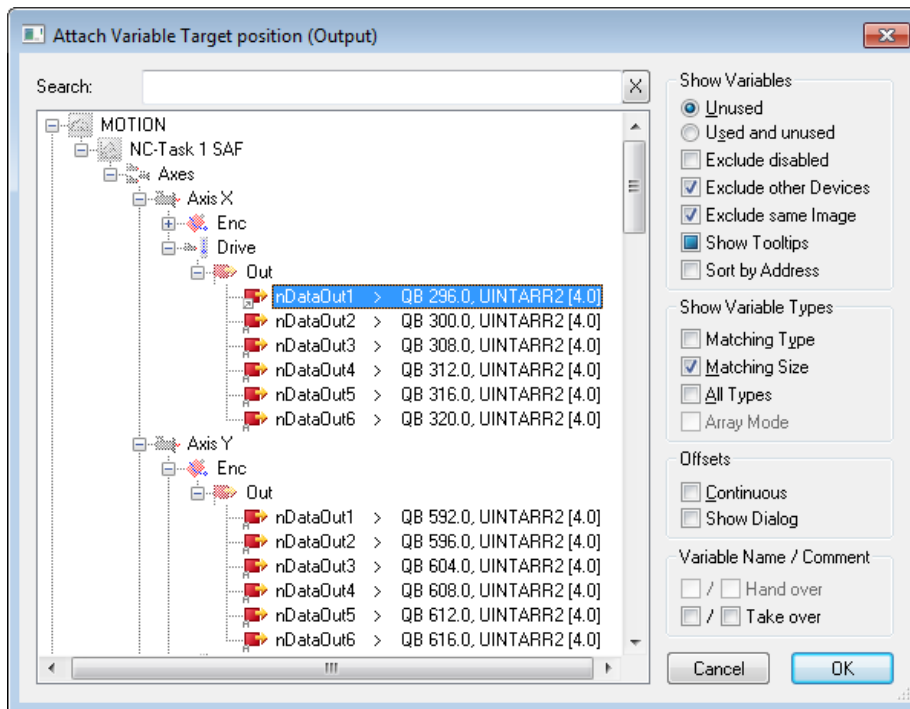 Attach Variable Target position (Output)
Search:
X
MOTION
NC-Task 1 SAF
Axes
Axis X
Enc
Drive
Out
nDataOut1 > QB 296.0, UINTARR2 [4.0]
nDataOut2 > QB 300.0, UINTARR2 [4.0]
nDataOut3 > QB 308.0, UINTARR2 [4.0]
nDataOut4 > QB 312.0, UINTARR2 [4.0]
nDataOut5 > QB 316.0, UINTARR2 [4.0]
nDataOut6 > QB 320.0, UINTARR2 [4.0]
Axis Y
Enc
Out
nDataOut1 > QB 592.0, UINTARR2 [4.0]
nDataOut2 > QB 596.0, UINTARR2 [4.0]
nDataOut3 > QB 604.0, UINTARR2 [4.0]
nDataOut4 > QB 608.0, UINTARR2 [4.0]
nDataOut5 > QB 612.0, UINTARR2 [4.0]
nDataOut6 > QB 616.0, UINTARR2 [4.0]
Show Variables
Unused
Used and unused
Exclude disabled
Exclude other Devices
Exclude same Image
Show Tooltips
Sort by Address
Show Variable Types
Matching Type
Matching Size
All Types
Array Mode
Offsets
Continuous
Show Dialog
Variable Name / Comment
/ Hand over
/ Take over
Cancel
OK